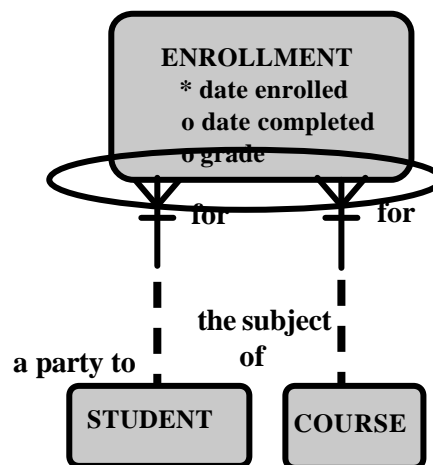 ENROLLMENT
* date enrolled
o date completed
o grade
for
for
the subject
of
a party to
STUDENT
COURSE